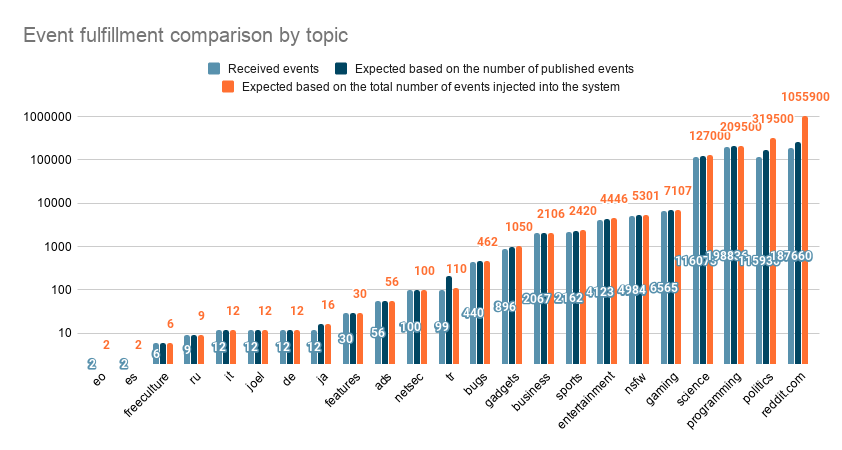 Event fulfillment comparison by topic
Received events
Expected based on the number of published events
Expected based on the total number of events injected into the system
1000000
100000
10000
1000
100
10
2
2
6
9
12
12
12
16
30
56
100
110
462
1050
2106
2420
4446
5301
7107
127000
209500
319500
1055900
2
2
6
9
12
12
12
12
30
56
100
99
440
896
2067
2162
4123
4984
6565
187660
eo
es
freeculture
ru
it
joel
de
ja
features
ads
netsec
tr
bugs
gadgets
business
sports
entertainment
nsfw
gaming
science
programming
politics
reddit.com